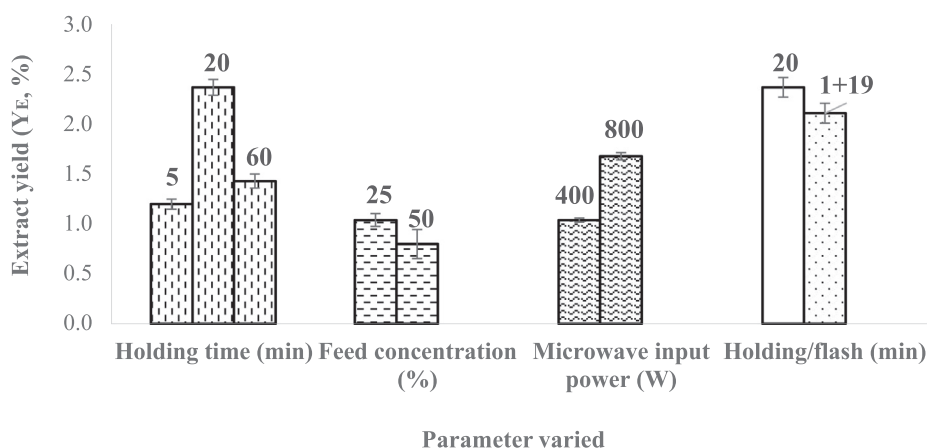 3.0
2.5
2.0
1.5
1.0
0.5
0.0
Extract yield (YE, %)
5
20
60
25
50
400
800
20
1+19
Holding time (min)
Feed concentration
(%)
Microwave input
power (W)
Holding/flash (min)
Parameter varied